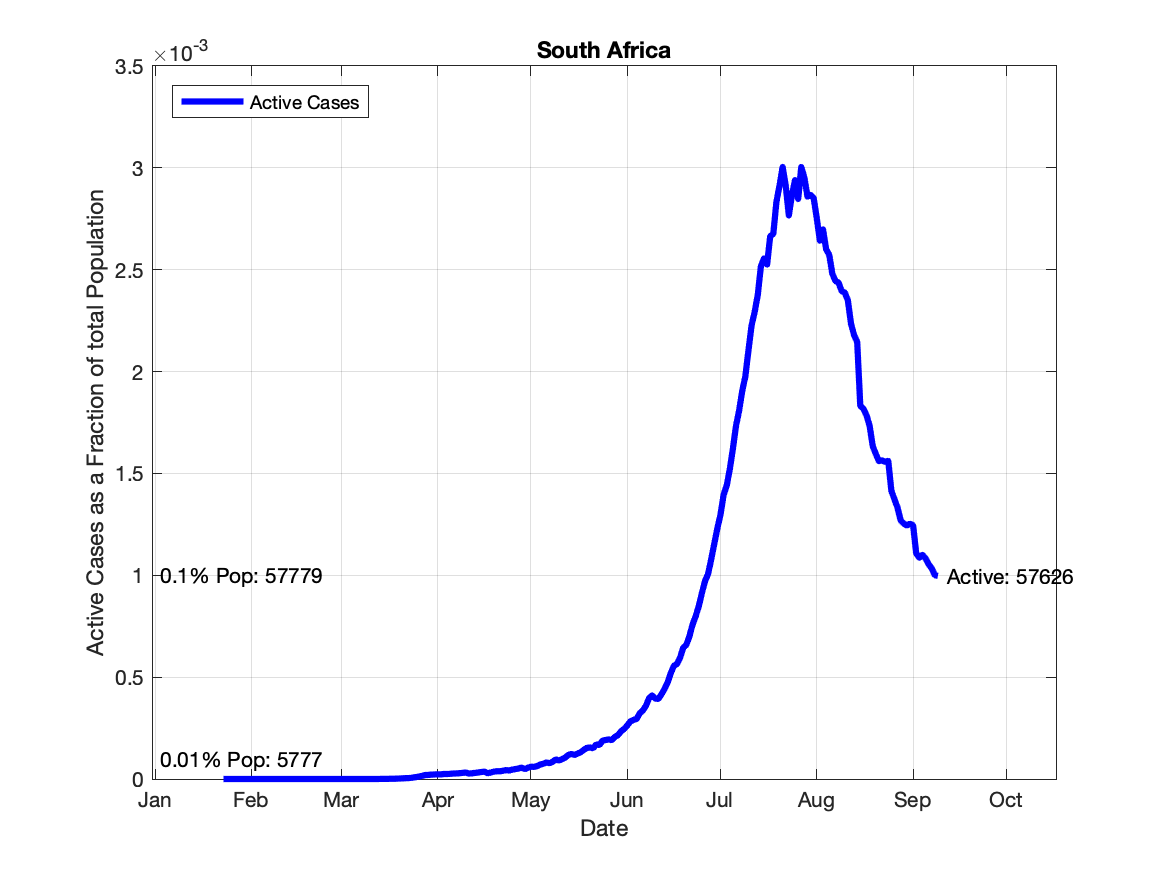 South Africa
×10-3
3.5
3
2.5
2
1.5
1
0.5
0
Active Cases as a Fraction of total Population
Active Cases
0.1% Pop: 57779
0.01% Pop: 5777
Active: 57626
Jan Feb Mar Apr May Jun Jul Aug Sep Oct
Date